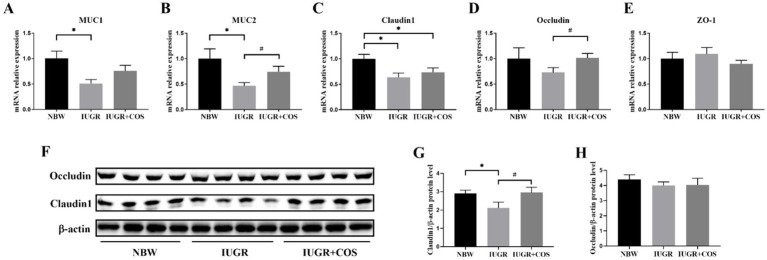 A
MUC1
mRNA relative expression
1.5
1.0
0.5
0.0
*
NBW
IUGR
IUGR+COS
B
MUC2
mRNA relative expression
1.5
1.0
0.5
0.0
*
#
NBW
IUGR
IUGR+COS
C
Claudin1
mRNA relative expression
1.5
1.0
0.5
0.0
*
*
NBW
IUGR
IUGR+COS
D
Occludin
mRNA relative expression
1.5
1.0
0.5
0.0
#
NBW
IUGR
IUGR+COS
E
ZO-1
mRNA relative expression
1.5
1.0
0.5
0.0
NBW
IUGR
IUGR+COS
F
Occludin
Claudin1
β-actin
NBW
IUGR
IUGR+COS
G
Claudin1/β-actin protein level
4
3
2
1
0
*
#
NBW
IUGR
IUGR+COS
H
Occludin/β-actin protein level
5
4
3
2
1
0
NBW
IUGR
IUGR+COS